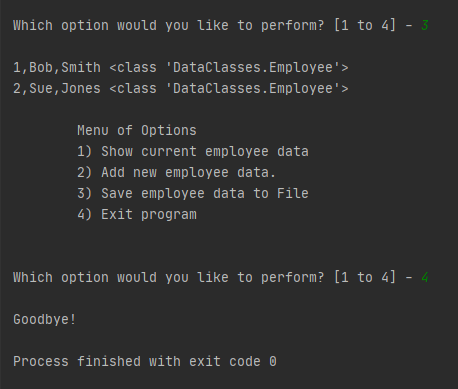 Which option would you like to perform? [1 to 4] - 3
1,Bob,Smith <class 'DataClasses.Employee'>
2,Sue,Jones <class 'DataClasses.Employee'>
Menu of Options
1) Show current employee data
2) Add new employee data.
3) Save employee data to File
4) Exit program
Which option would you like to perform? [1 to 4] - 4
Goodbye!
Process finished with exit code 0